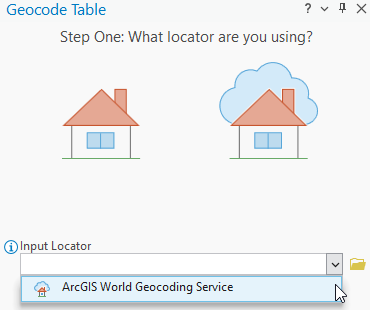 Geocode Table
Step One: What locator are you using?
Input Locator
ArcGIS World Geocoding Service